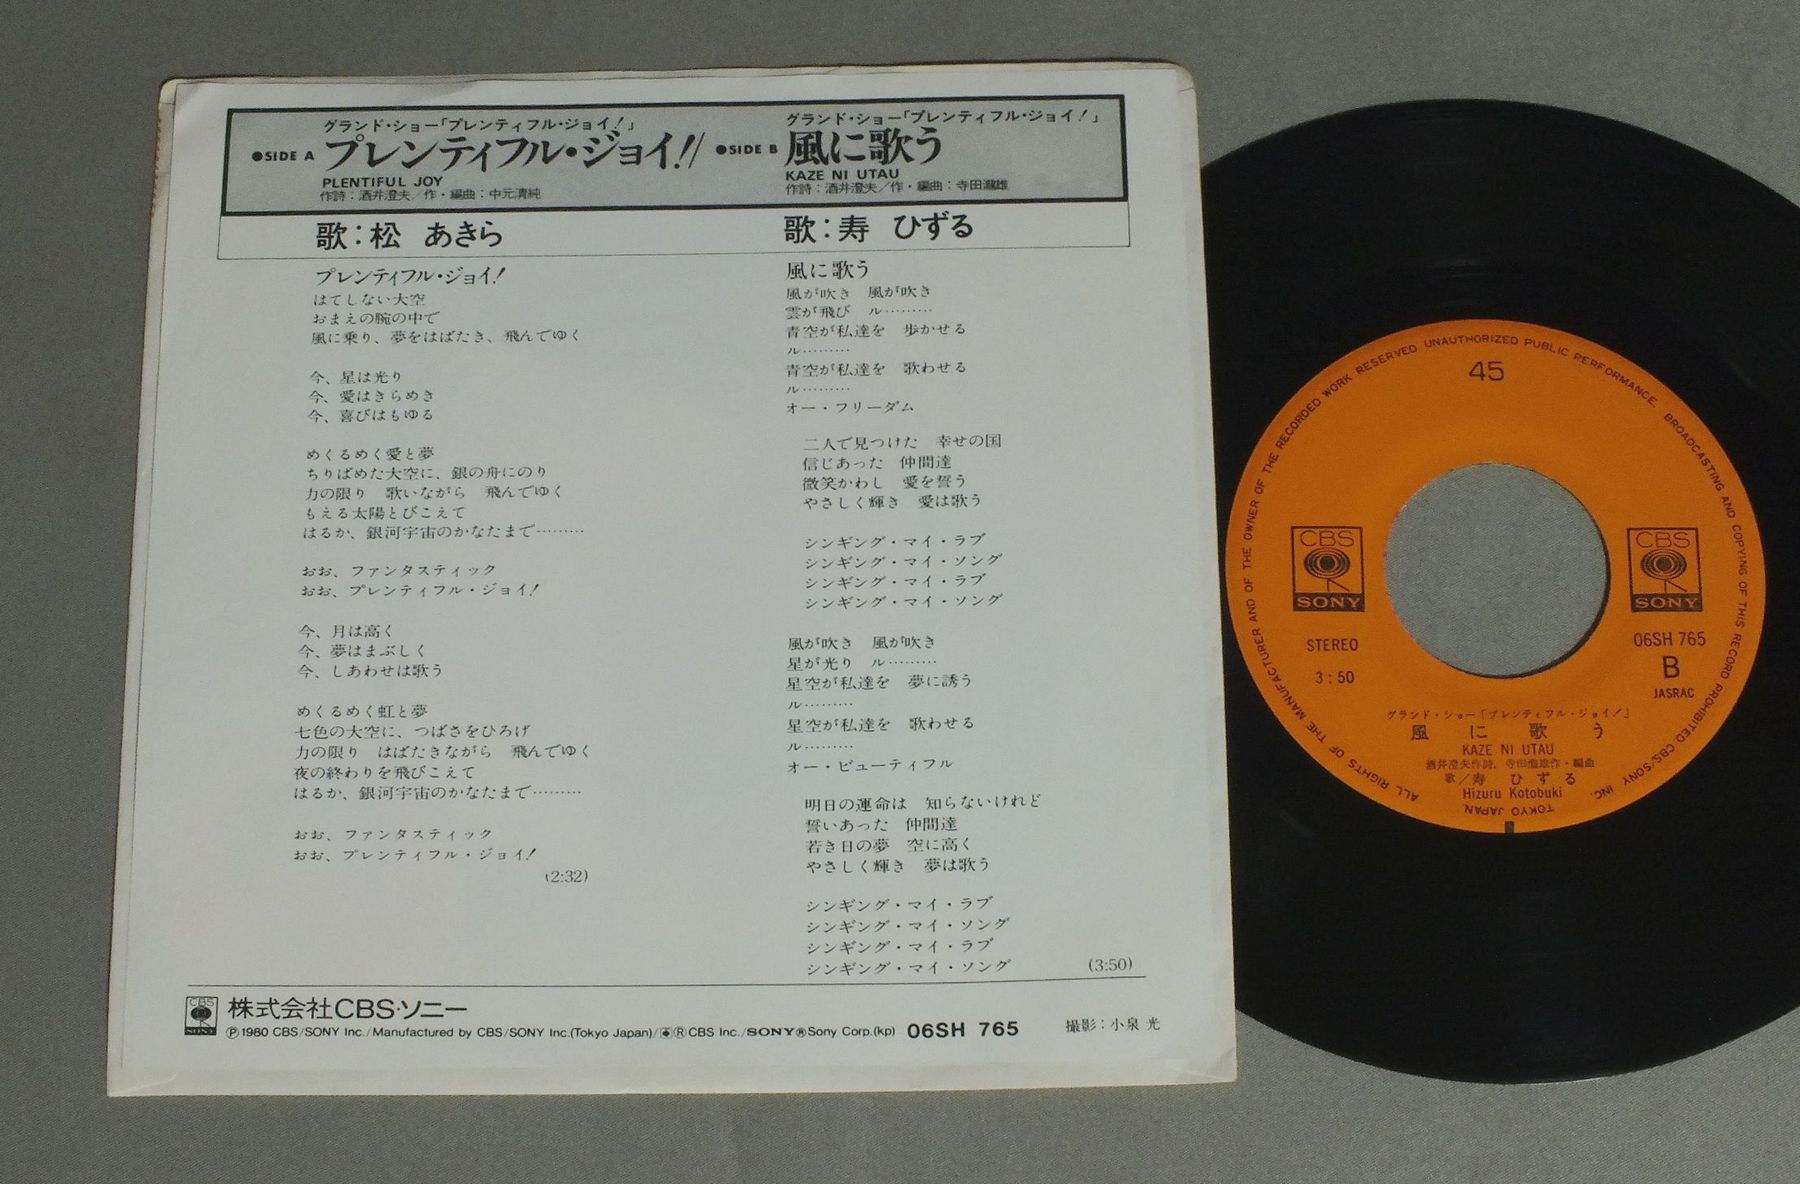 グランド・ショー「プレンティフル・ジョイ!」
●SIDE A プレンティフル・ジョイ!/
PLENTIFUL JOY
作詩：酒井澄夫／作・編曲：中元清純
歌：松 あきら
プレンティフル・ジョイ!
はてしない大空
おまえの腕の中で
風に乗り、夢をはばたき、飛んでゆく
今、星は光り
今、愛はきらめき
今、喜びはもゆる
めくるめく愛と夢
ちりばめた大空に、銀の舟にのり
力の限り 歌いながら 飛んでゆく
もえる太陽とびこえて
はるか、銀河宇宙のかなたまで………
おお、ファンタスティック
おお、プレンティフル・ジョイ!
今、月は高く
今、夢はまぶしく
今、しあわせは歌う
めくるめく虹と夢
七色の大空に、つばさをひろげ
力の限り はばたきながら 飛んでゆく
夜の終わりを飛びこえて
はるか、銀河宇宙のかなたまで………
おお、ファンタスティック
おお、プレンティフル・ジョイ!
(2:32)
グランド・ショー「プレンティフル・ジョイ!」
●SIDE B 風に歌う
KAZE NI UTAU
作詩：酒井澄夫／作・編曲：寺田瀧雄
歌：寿 ひずる
風に歌う
風が吹き 風が吹き
雲が飛び ル………
青空が私達を 歩かせる
ル………
青空が私達を 歌わせる
ル………
オー・フリーダム
二人で見つけた 幸せの国
信じあった 仲間達
微笑かわし 愛を誓う
やさしく輝き 愛は歌う
シンギング・マイ・ラブ
シンギング・マイ・ソング
シンギング・マイ・ラブ
シンギング・マイ・ソング
風が吹き 風が吹き
星が光り ル………
星空が私達を 夢に誘う
ル………
星空が私達を 歌わせる
ル………
オー・ビューティフル
明日の運命は 知らないけれど
誓いあった 仲間達
若き日の夢 空に高く
やさしく輝き 夢は歌う
シンギング・マイ・ラブ
シンギング・マイ・ソング
シンギング・マイ・ラブ
シンギング・マイ・ソング
(3:50)
CBS
SONY
株式会社CBS・ソニー
Ⓟ1980 CBS/SONY Inc./Manufactured by CBS/SONY Inc.(Tokyo Japan)/Ⓡ CBS Inc./SONY Ⓡ Sony Corp.(kp) 06SH 765
撮影：小泉 光
ALL RIGHTS OF THE MANUFACTURER AND OF THE OWNER OF THE RECORDED WORK RESERVED UNAUTHORIZED PUBLIC PERFORMANCE, BROADCASTING AND COPYING OF THIS RECORD PROHIBITED CBS/SONY INC. TOKYO JAPAN
45
CBS
SONY
CBS
SONY
STEREO
3:50
06SH 765
B
JASRAC
グランド・ショー「プレンティフル・ジョイ!」
風に歌う
KAZE NI UTAU
酒井澄夫作詩, 寺田瀧雄作・編曲
歌／寿 ひずる
Hizuru Kotobuki